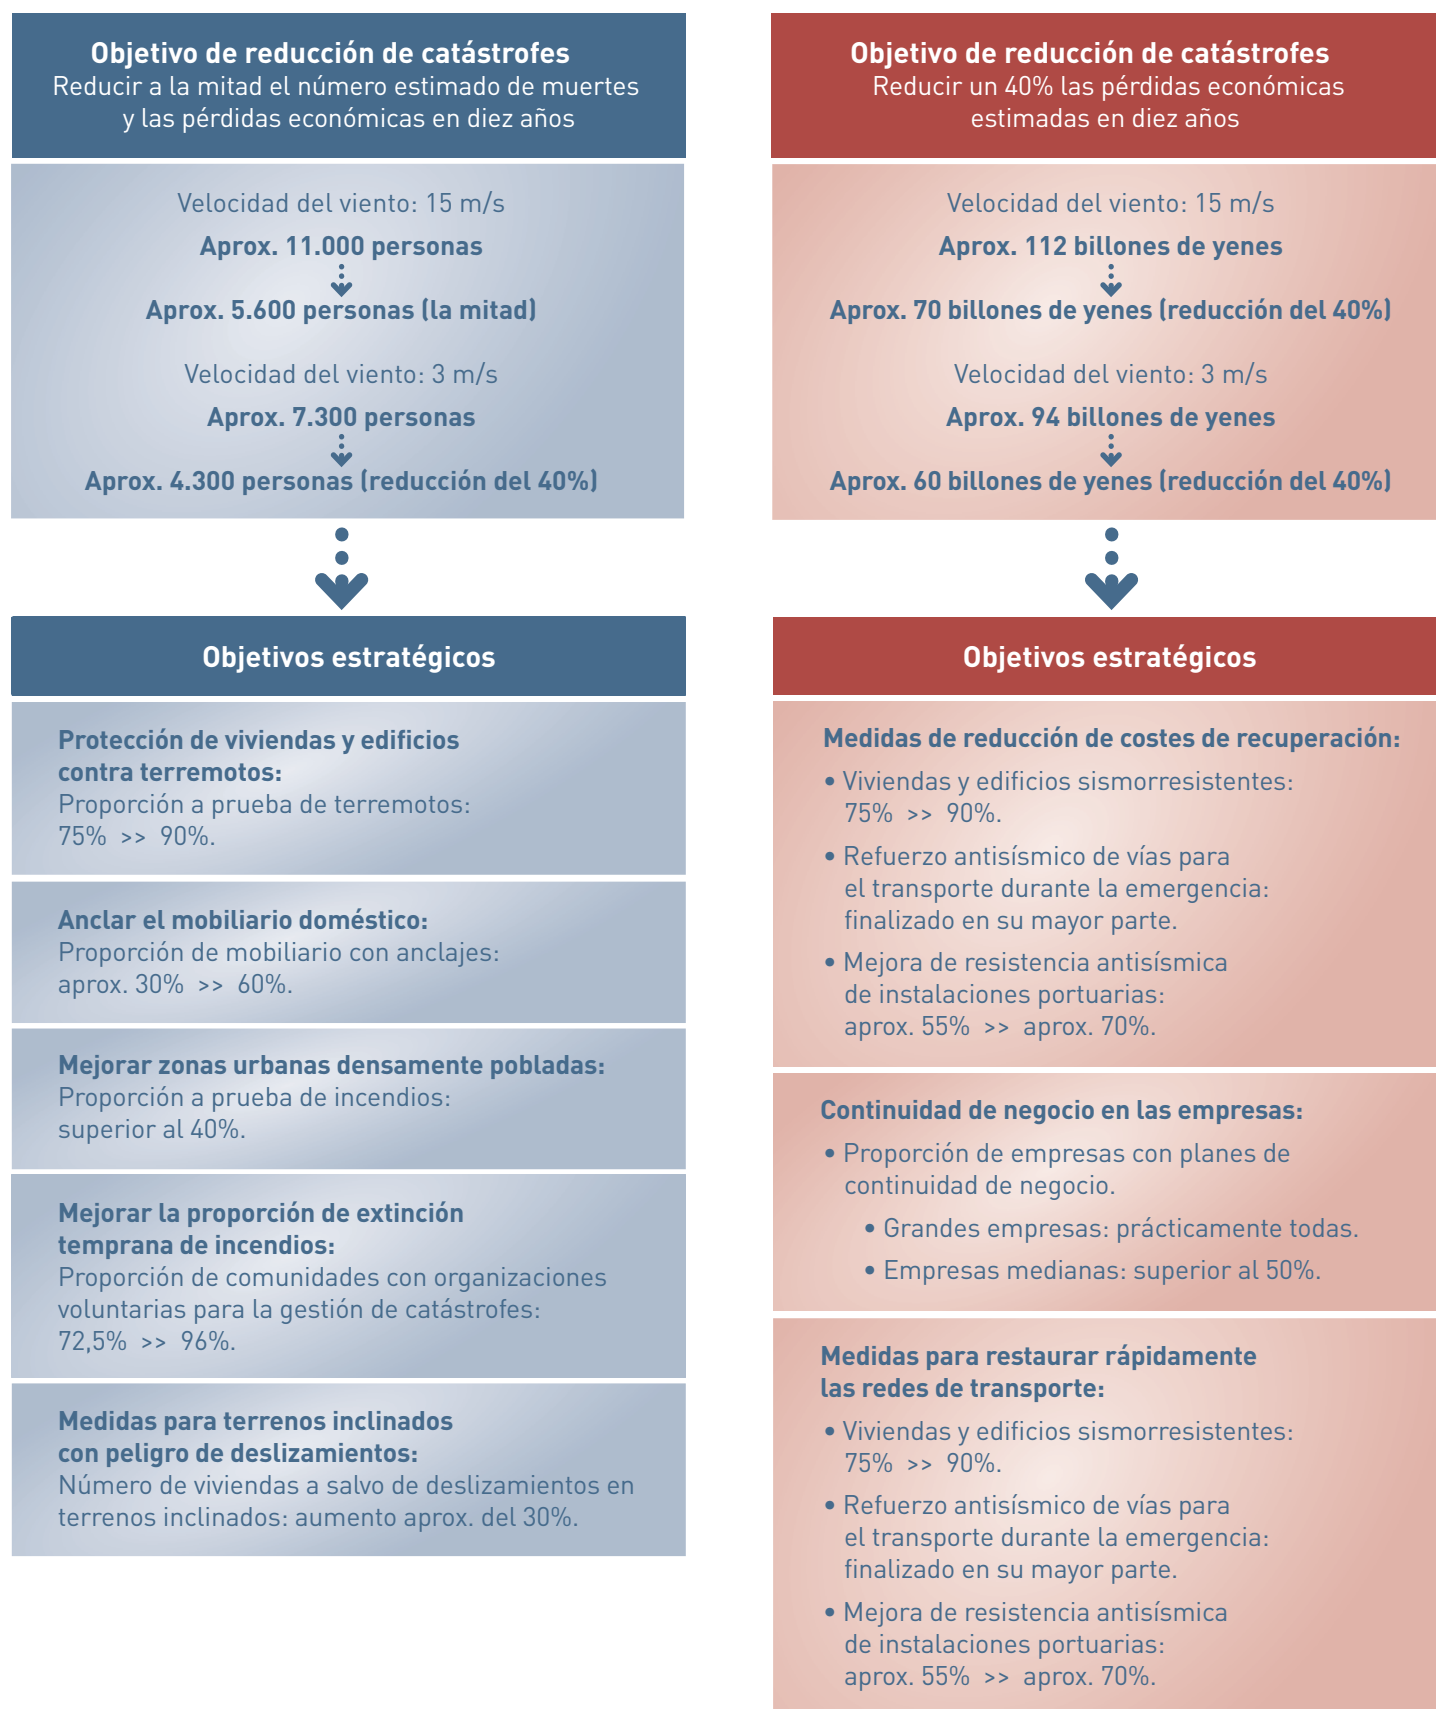 Objetivo de reducción de catástrofes
Reducir a la mitad el número estimado de muertes
y las pérdidas económicas en diez años
Velocidad del viento: 15 m/s
Aprox. 11.000 personas
Aprox. 5.600 personas (la mitad)
Velocidad del viento: 3 m/s
Aprox. 7.300 personas
Aprox. 4.300 personas (reducción del 40%)
Objetivos estratégicos
Protección de viviendas y edificios
contra terremotos:
Proporción a prueba de terremotos:
75% >> 90%.
Anclar el mobiliario doméstico:
Proporción de mobiliario con anclajes:
aprox. 30% >> 60%.
Mejorar zonas urbanas densamente pobladas:
Proporción a prueba de incendios:
superior al 40%.
Mejorar la proporción de extinción
temprana de incendios:
Proporción de comunidades con organizaciones
voluntarias para la gestión de catástrofes:
72,5% >> 96%.
Medidas para terrenos inclinados
con peligro de deslizamientos:
Número de viviendas a salvo de deslizamientos en
terrenos inclinados: aumento aprox. del 30%.
Objetivo de reducción de catástrofes
Reducir un 40% las pérdidas económicas
estimadas en diez años
Velocidad del viento: 15 m/s
Aprox. 112 billones de yenes
Aprox. 70 billones de yenes (reducción del 40%)
Velocidad del viento: 3 m/s
Aprox. 94 billones de yenes
Aprox. 60 billones de yenes (reducción del 40%)
Objetivos estratégicos
Medidas de reducción de costes de recuperación:
• Viviendas y edificios sismorresistentes:
75% >> 90%.
• Refuerzo antisísmico de vías para
el transporte durante la emergencia:
finalizado en su mayor parte.
• Mejora de resistencia antisísmica
de instalaciones portuarias:
aprox. 55% >> aprox. 70%.
Continuidad de negocio en las empresas:
• Proporción de empresas con planes de
continuidad de negocio.
• Grandes empresas: prácticamente todas.
• Empresas medianas: superior al 50%.
Medidas para restaurar rápidamente
las redes de transporte:
• Viviendas y edificios sismorresistentes:
75% >> 90%.
• Refuerzo antisísmico de vías para
el transporte durante la emergencia:
finalizado en su mayor parte.
• Mejora de resistencia antisísmica
de instalaciones portuarias:
aprox. 55% >> aprox. 70%.